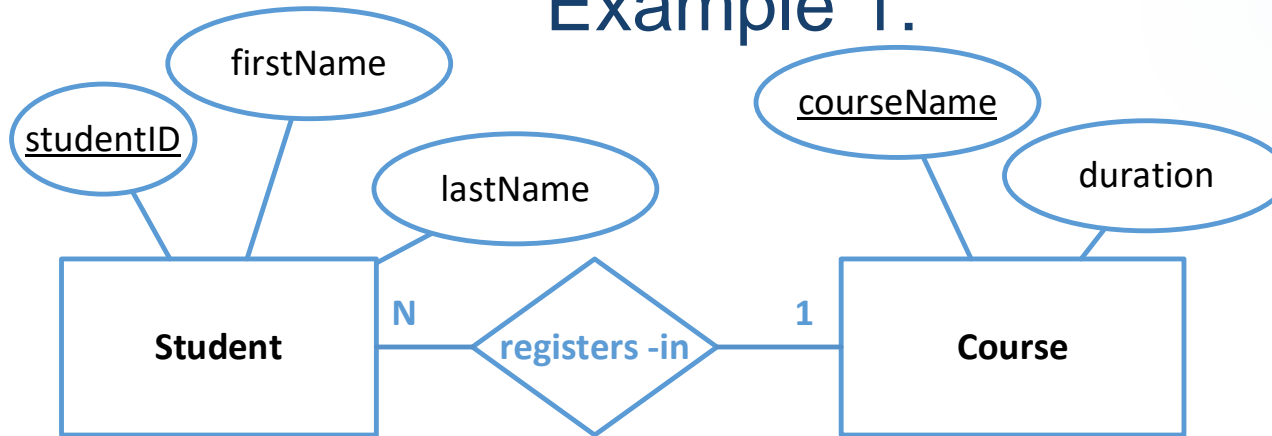 Example 1:
firstName
courseName
studentID
duration
lastName
N
1
Student
registers -in
Course